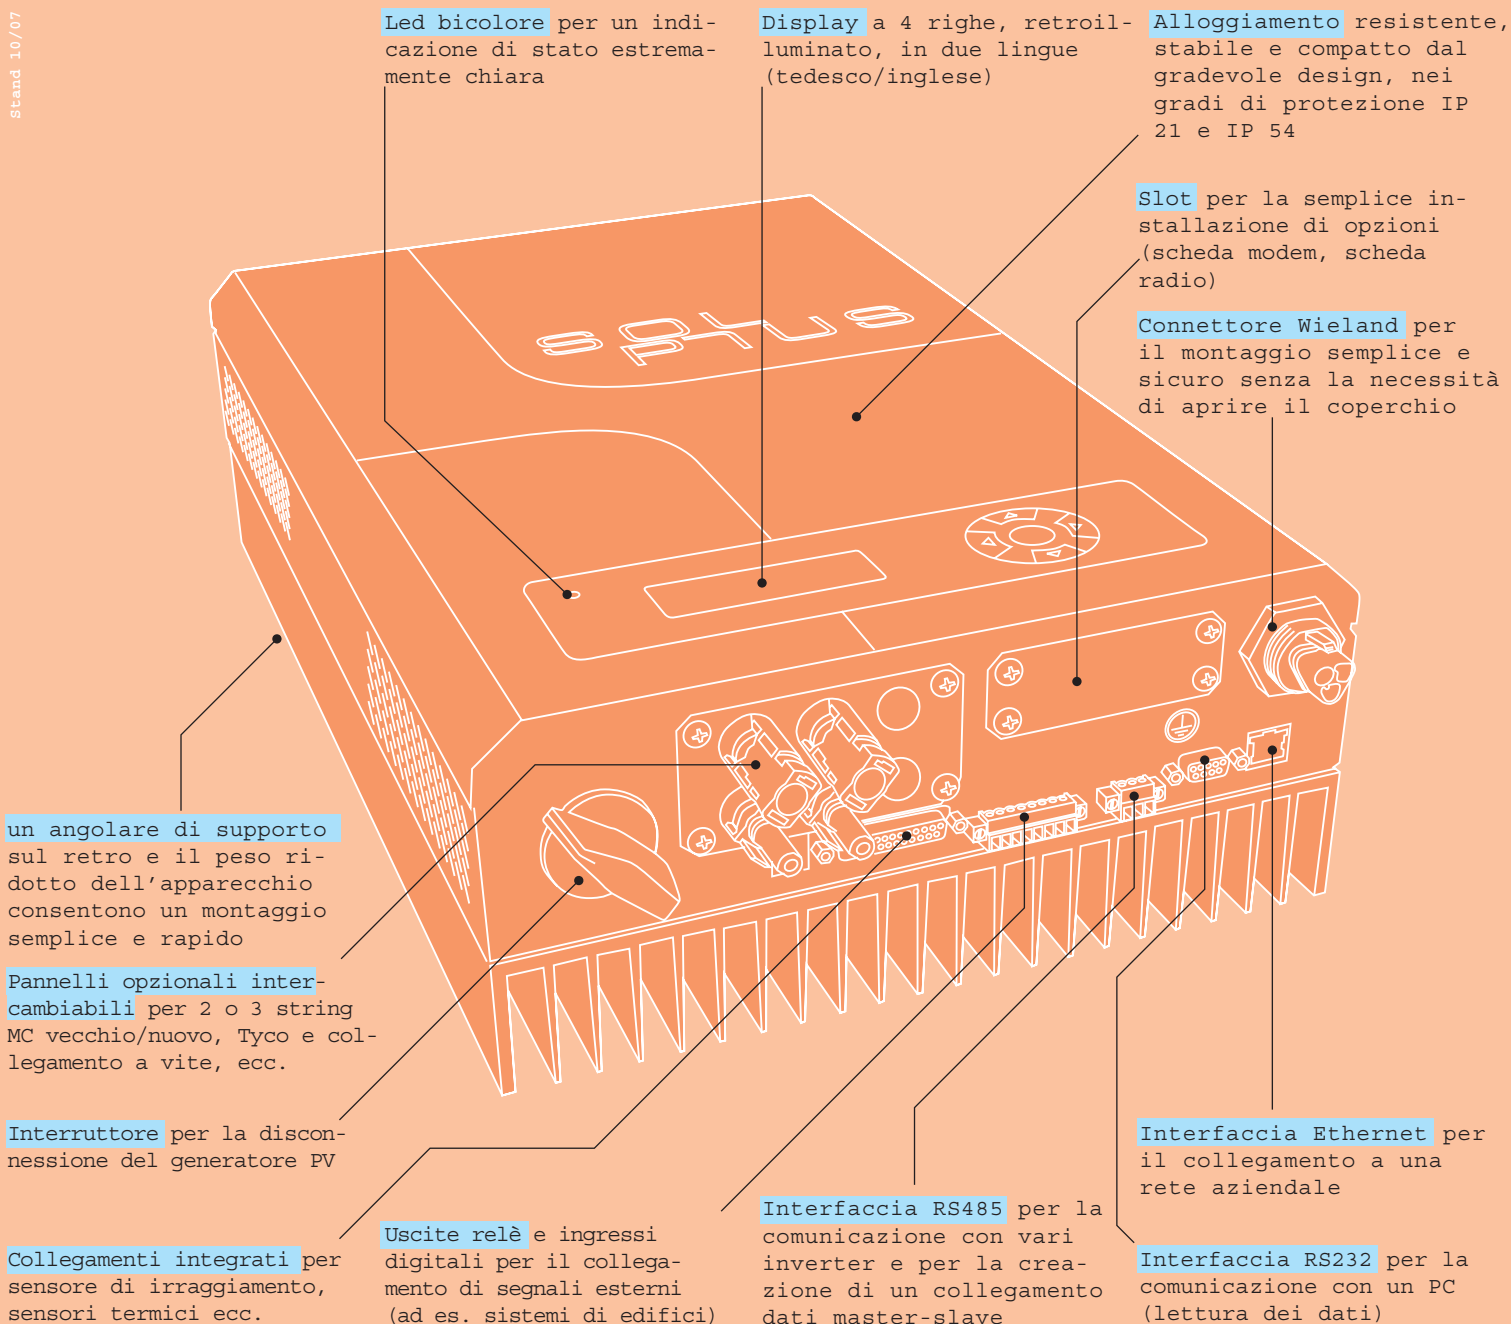 Stand 10/07
Led bicolore per un indi-
cazione di stato estrema-
mente chiara
Display a 4 righe, retroil-
luminato, in due lingue
(tedesco/inglese)
Alloggiamento resistente,
stabile e compatto dal
gradevole design, nei
gradi di protezione IP
21 e IP 54
Slot per la semplice in-
stallazione di opzioni
(scheda modem, scheda
radio)
Connettore Wieland per
il montaggio semplice e
sicuro senza la necessità
di aprire il coperchio
un angolare di supporto
sul retro e il peso ri-
dotto dell'apparecchio
consentono un montaggio
semplice e rapido
Pannelli opzionali inter-
cambiabili per 2 o 3 string
MC vecchio/nuovo, Tyco e col-
legamento a vite, ecc.
Interruttore per la discon-
nessione del generatore PV
Collegamenti integrati per
sensore di irraggiamento,
sensori termici ecc.
Uscite relè e ingressi
digitali per il collega-
mento di segnali esterni
(ad es. sistemi di edifici)
Interfaccia RS485 per la
comunicazione con vari
inverter e per la crea-
zione di un collegamento
dati master-slave
Interfaccia Ethernet per
il collegamento a una
rete aziendale
Interfaccia RS232 per la
comunicazione con un PC
(lettura dei dati)